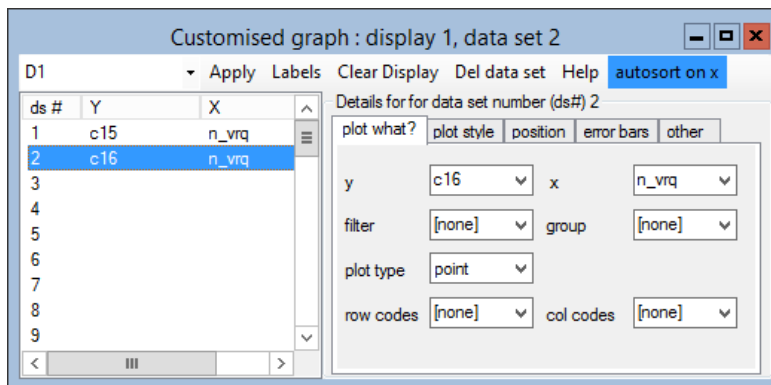 Customised graph : display 1, data set 2
D1 Apply Labels Clear Display Del data set Help autosort on x
ds # Y X
1 c15 n_vrq
2 c16 n_vrq
3
4
5
6
7
8
9
Details for for data set number (ds#) 2
plot what? plot style position error bars other
y c16 x n_vrq
filter [none] group [none]
plot type point
row codes [none] col codes [none]